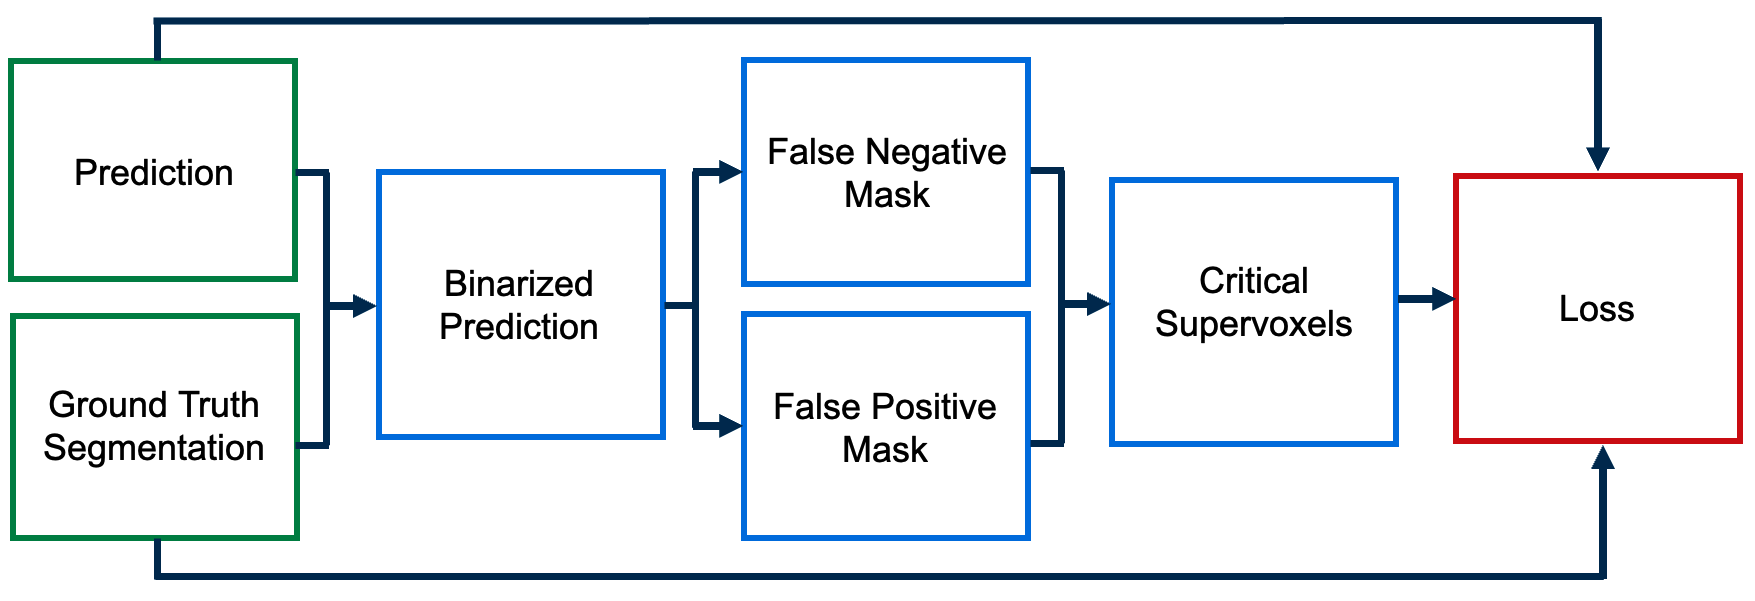 Prediction
Ground Truth
Segmentation
Binarized
Prediction
False Negative
Mask
False Positive
Mask
Critical
Supervoxels
Loss